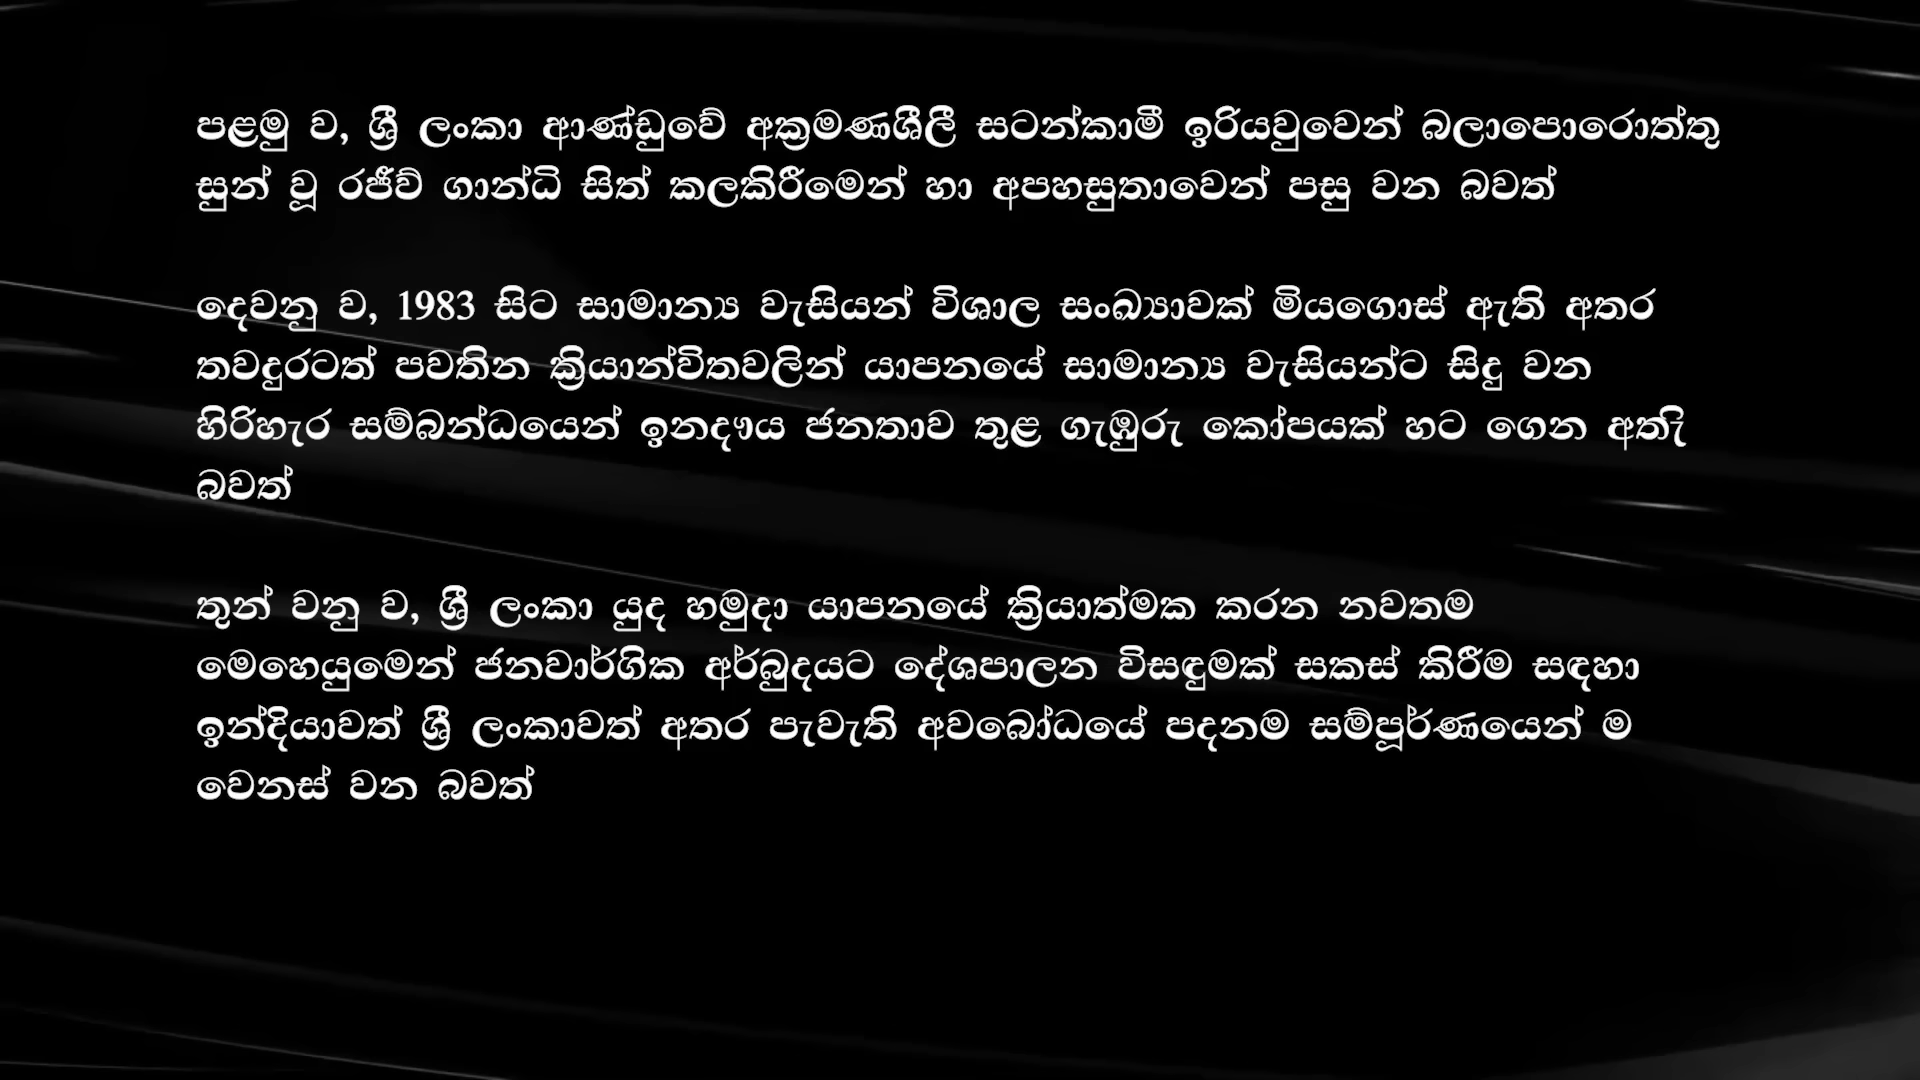 පළමු ව, ශ්‍රී ලංකා ආණ්ඩුවේ අක්‍රමණශීලී සටන්කාමී ඉරියවුවෙන් බලාපොරොත්තු
සුන් වූ රජීව් ගාන්ධි සිත් කලකිරීමෙන් හා අපහසුතාවෙන් පසු වන බවත්
දෙවනු ව, 1983 සිට සාමාන්‍ය වැසියන් විශාල සංඛ්‍යාවක් මියගොස් ඇති අතර
තවදුරටත් පවතින ක්‍රියාන්විතවලින් යාපනයේ සාමාන්‍ය වැසියන්ට සිදු වන
හිරිහැර සම්බන්ධයෙන් ඉනදෟය ජනතාව තුළ ගැඹුරු කෝපයක් හට ගෙන අතිැ
බවත්
තුන් වනු ව, ශ්‍රී ලංකා යුද හමුදා යාපනයේ ක්‍රියාත්මක කරන නවතම
මෙහෙයුමෙන් ජනවාර්ගික අර්බුදයට දේශපාලන විසඳුමක් සකස් කිරීම සඳහා
ඉන්දියාවත් ශ්‍රී ලංකාවත් අතර පැවැති අවබෝධයේ පදනම සම්පූර්ණයෙන් ම
වෙනස් වන බවත්